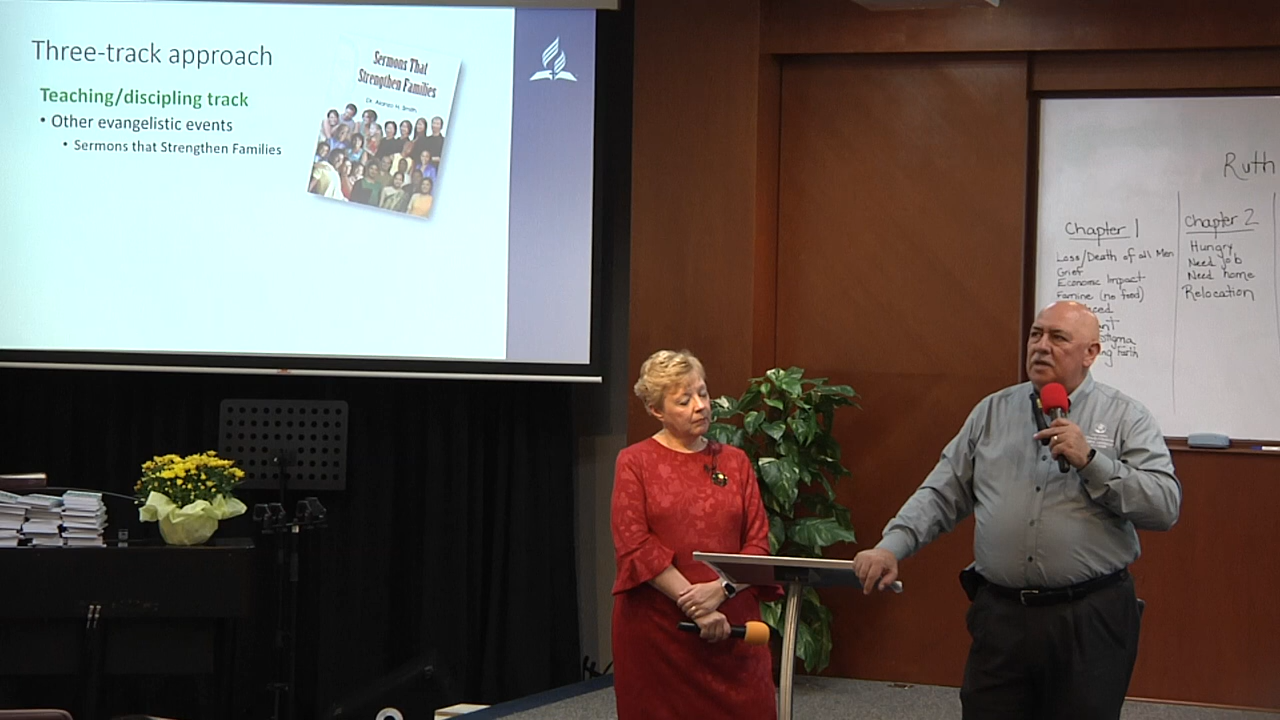 Three-track approach
Teaching/discipling track
• Other evangelistic events
• Sermons that Strengthen Families
Sermons That
Strengthen Families
Ruth
Chapter 1
Loss/Death of all Men
Grief
Economic Impact
Famine (no food)
Chapter 2
Hungry
Need job
Need home
Relocation